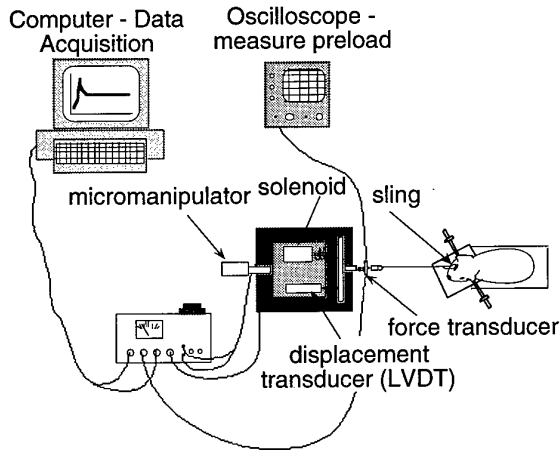 Computer - Data
Acquisition
Oscilloscope -
measure preload
micromanipulator
solenoid
sling
force transducer
displacement
transducer (LVDT)